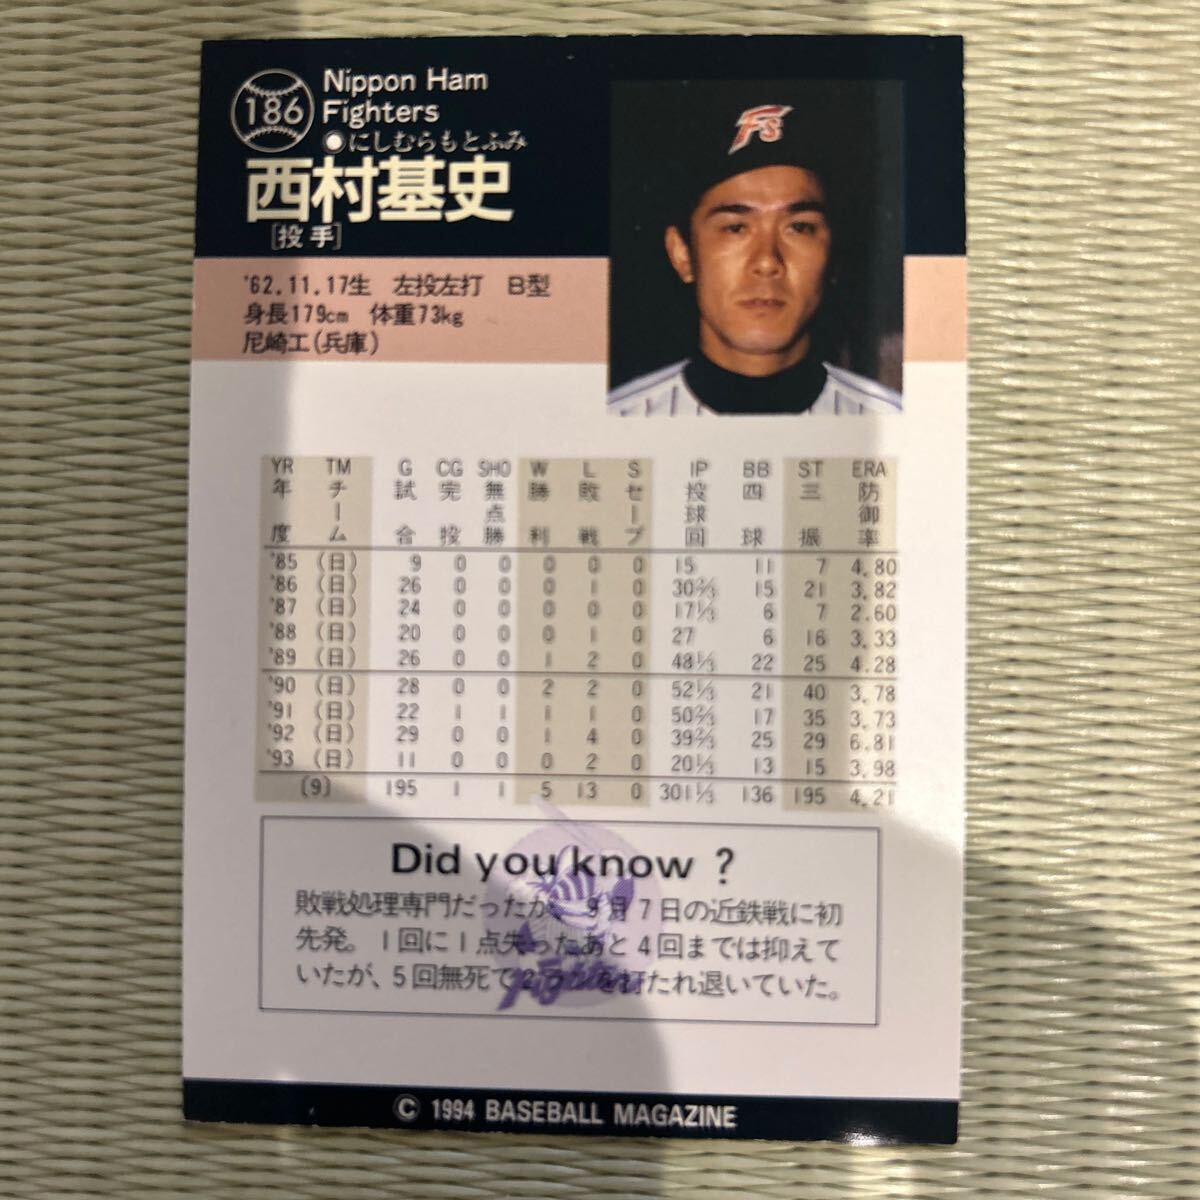 186
Nippon Ham
Fighters
●にしむらもとふみ
西村基史
[投手]
Fs
'62.11.17生 左投左打 B型
身長179cm 体重73kg
尼崎工(兵庫)
YR TM G CG SHO W L S IP BB ST ERA
年度 チーム 試合 完投 無点勝 勝利 敗戦 セーブ 投球回 四球 三振 防御率
'85 (日) 9 0 0 0 0 0 15 11 7 4.80
'86 (日) 26 0 0 0 1 0 30⅔ 15 21 3.82
'87 (日) 24 0 0 0 0 0 17⅓ 6 7 2.60
'88 (日) 20 0 0 0 1 0 27 6 16 3.33
'89 (日) 26 0 0 1 2 0 48⅓ 22 25 4.28
'90 (日) 28 0 0 2 2 0 52⅓ 21 40 3.78
'91 (日) 22 1 1 1 1 0 50⅔ 17 35 3.73
'92 (日) 29 0 0 1 4 0 39⅔ 25 29 6.81
'93 (日) 11 0 0 0 2 0 20⅓ 13 15 3.98
(9) 195 1 1 5 13 0 301⅓ 136 195 4.21
Did you know ?
敗戦処理専門だったが、9月7日の近鉄戦に初
先発。1回に1点失ったあと4回までは抑えて
いたが、5回無死で2ランを打たれ退いていた。
Fighters
© 1994 BASEBALL MAGAZINE